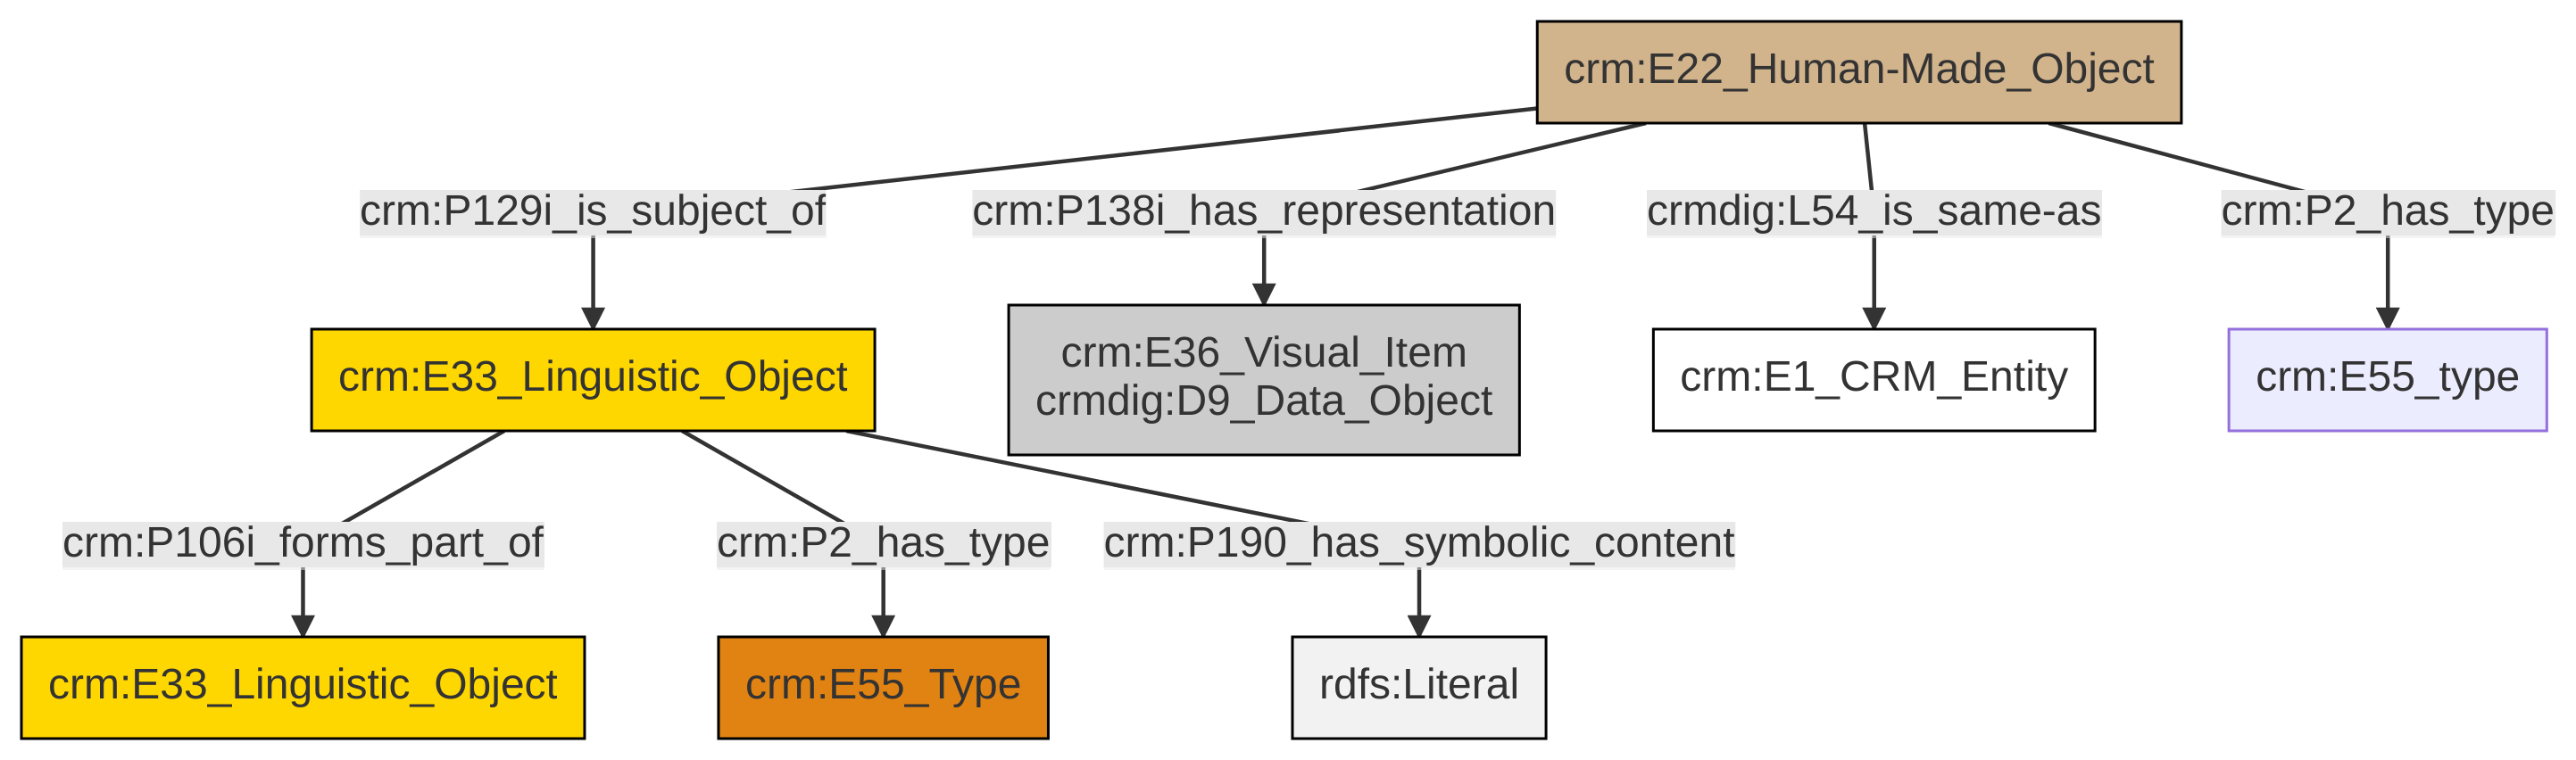 crm:E22_Human-Made_Object
crm:P129i_is_subject_of
crm:P138i_has_representation
crmdig:L54_is_same-as
crm:P2_has_type
crm:E33_Linguistic_Object
crm:E36_Visual_Item
crmdig:D9_Data_Object
crm:E1_CRM_Entity
crm:E55_type
crm:P106i_forms_part_of
crm:P2_has_type
crm:P190_has_symbolic_content
crm:E33_Linguistic_Object
crm:E55_Type
rdfs:Literal